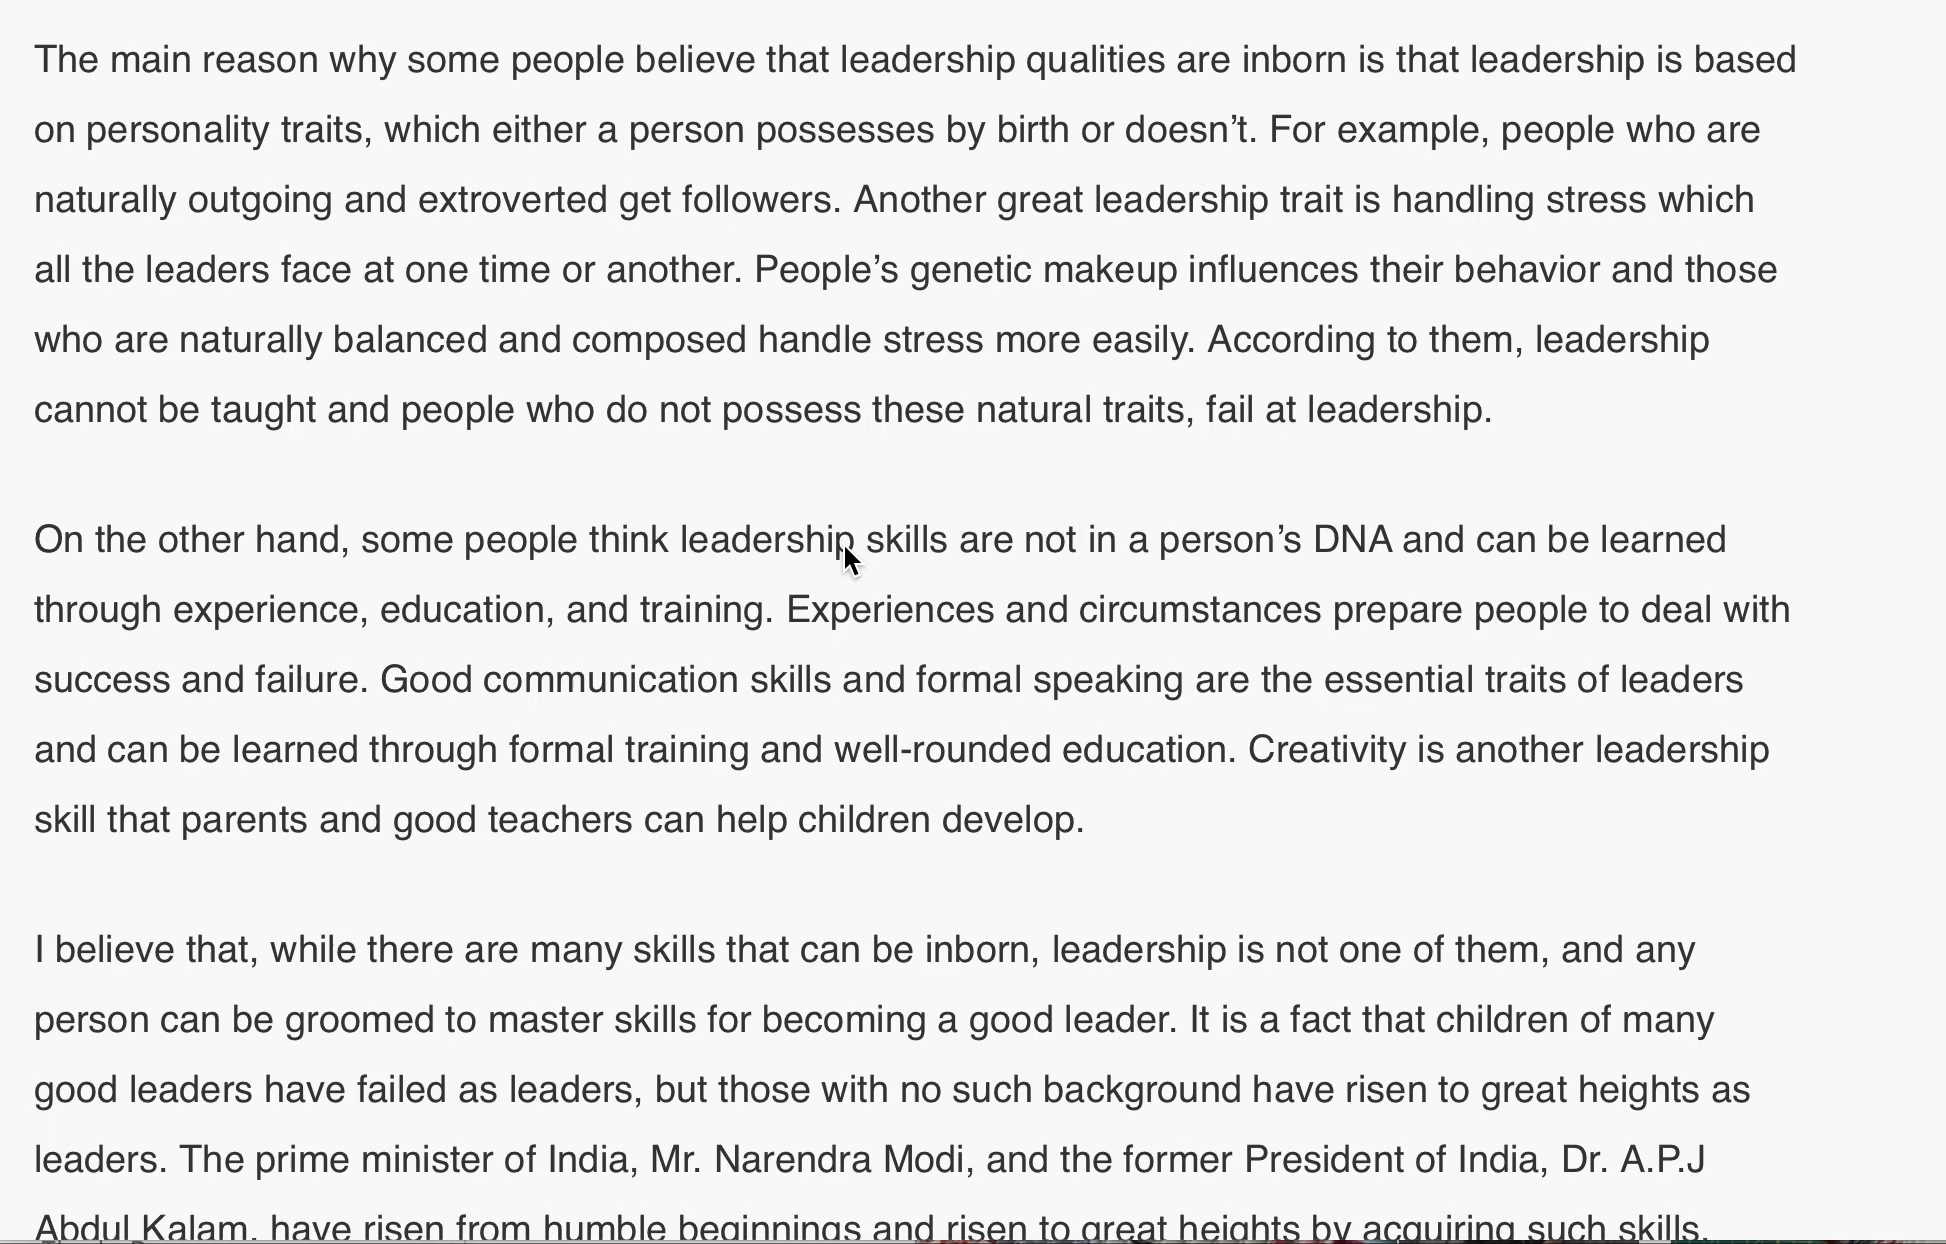 The main reason why some people believe that leadership qualities are inborn is that leadership is based
on personality traits, which either a person possesses by birth or doesn’t. For example, people who are
naturally outgoing and extroverted get followers. Another great leadership trait is handling stress which
all the leaders face at one time or another. People’s genetic makeup influences their behavior and those
who are naturally balanced and composed handle stress more easily. According to them, leadership
cannot be taught and people who do not possess these natural traits, fail at leadership.
On the other hand, some people think leadership skills are not in a person’s DNA and can be learned
through experience, education, and training. Experiences and circumstances prepare people to deal with
success and failure. Good communication skills and formal speaking are the essential traits of leaders
and can be learned through formal training and well-rounded education. Creativity is another leadership
skill that parents and good teachers can help children develop.
I believe that, while there are many skills that can be inborn, leadership is not one of them, and any
person can be groomed to master skills for becoming a good leader. It is a fact that children of many
good leaders have failed as leaders, but those with no such background have risen to great heights as
leaders. The prime minister of India, Mr. Narendra Modi, and the former President of India, Dr. A.P.J
Abdul Kalam, have risen from humble beginnings and risen to great heights by acquiring such skills.